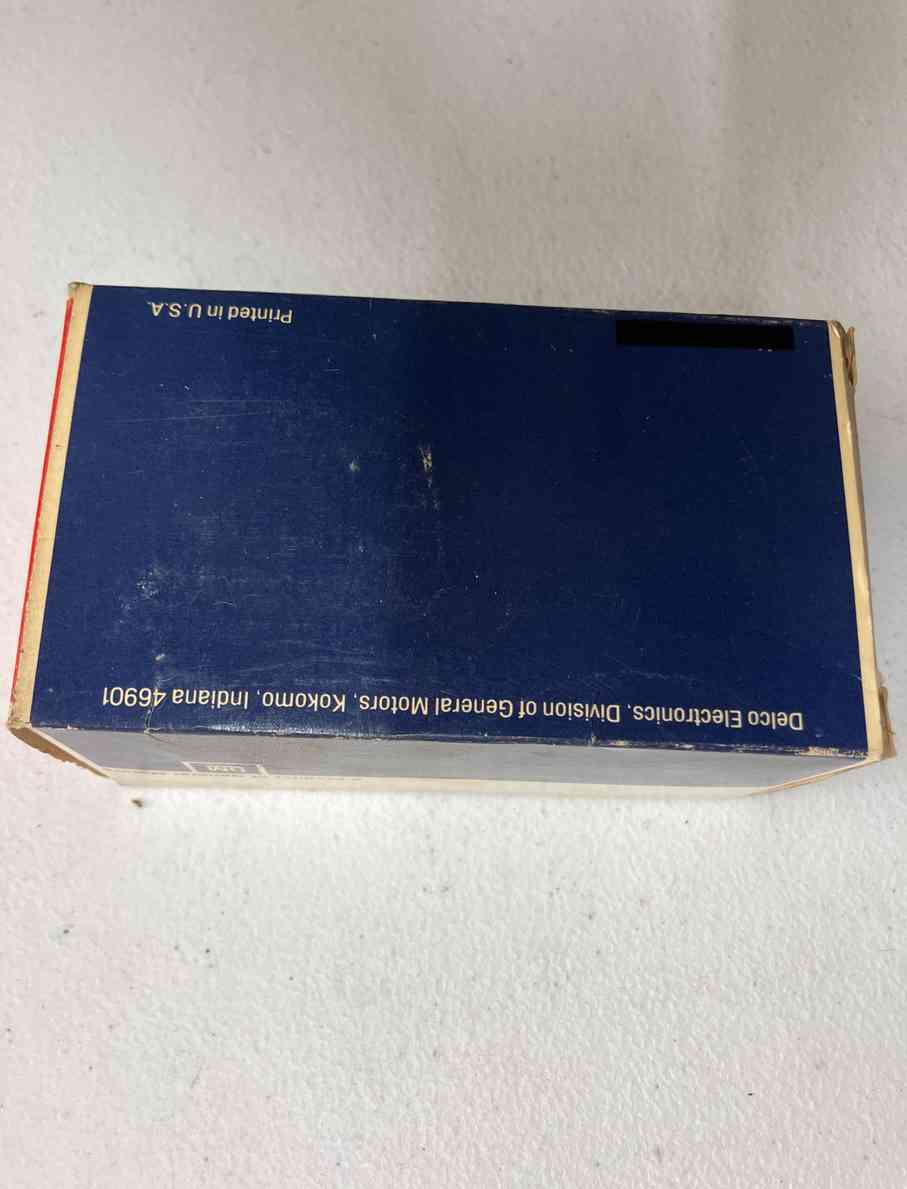 Delco Electronics, Division of General Motors, Kokomo, Indiana 46901
Printed in U.S.A.